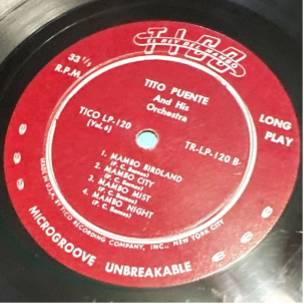 TICO
33 1/3
R.P.M.
TITO PUENTE
And His
Orchestra
LONG
PLAY
TICO LP-120
(Vol.6)
TR-LP-120 B-
1. MAMBO BIRDLAND
2. MAMBO CITY
3. MAMBO MIST
4. MAMBO NIGHT
MADE IN U.S.A. BY TICO RECORDING COMPANY, INC., NEW YORK CITY
MICROGROOVE UNBREAKABLE